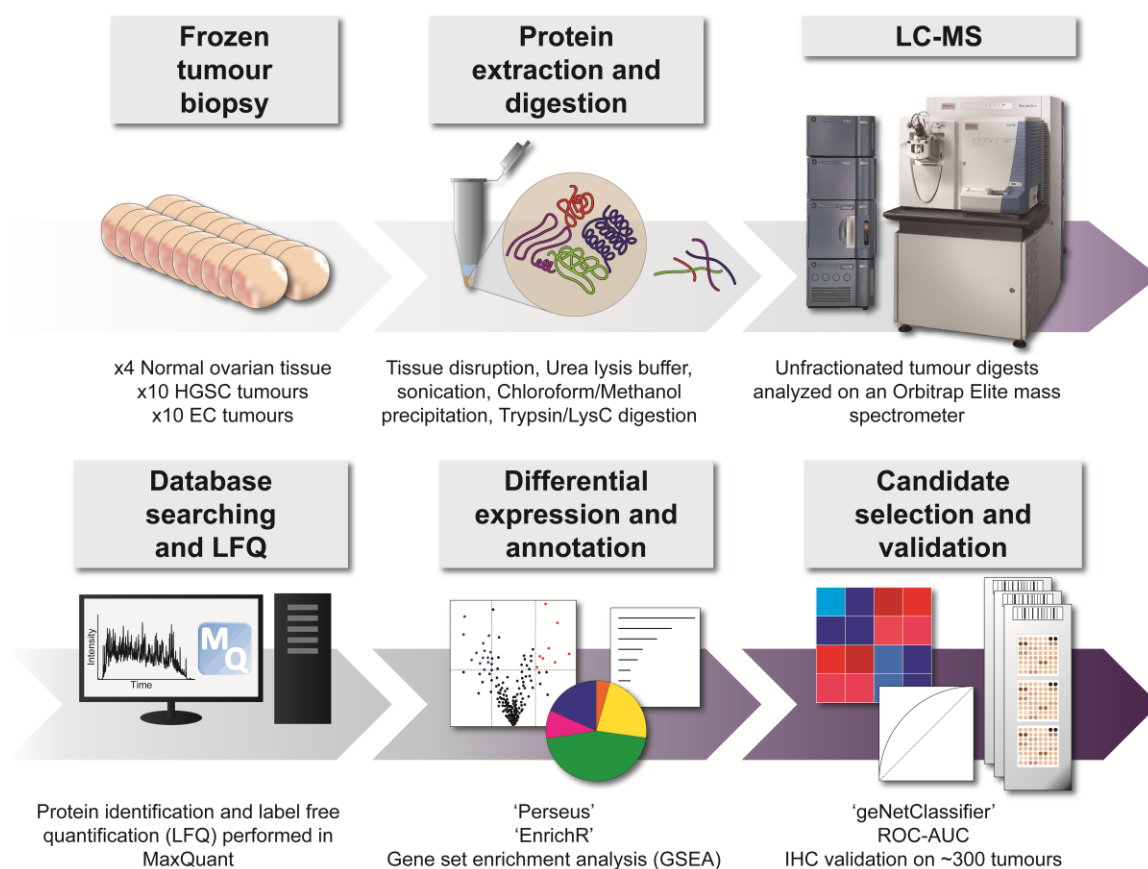 Frozen
tumour
biopsy
Protein
extraction and
digestion
LC-MS
x4 Normal ovarian tissue
x10 HGSC tumours
x10 EC tumours
Tissue disruption, Urea lysis buffer,
sonication, Chloroform/Methanol
precipitation, Trypsin/LysC digestion
Unfractionated tumour digests
analyzed on an Orbitrap Elite mass
spectrometer
Database
searching
and LFQ
Differential
expression and
annotation
Candidate
selection and
validation
Intensity
Time
M
Q
Protein identification and label free
quantification (LFQ) performed in
MaxQuant
‘Perseus’
‘EnrichR’
Gene set enrichment analysis (GSEA)
‘geNetClassifier’
ROC-AUC
IHC validation on ~300 tumours